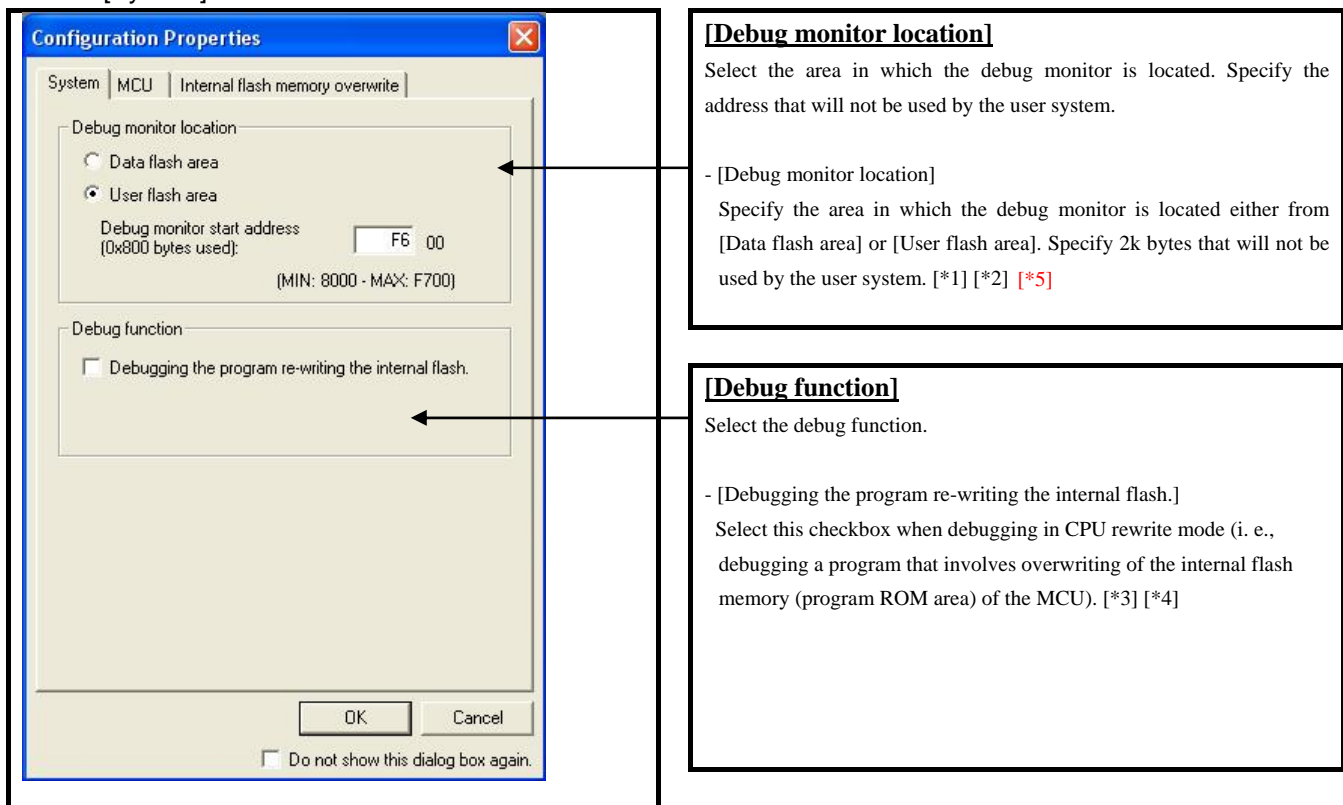 Configuration Properties
System MCU Internal flash memory overwrite
Debug monitor location
Data flash area
User flash area
Debug monitor start address
(0x800 bytes used):
F6 00
(MIN: 8000 - MAX: F700)
Debug function
Debugging the program re-writing the internal flash.
OK Cancel
Do not show this dialog box again.
[Debug monitor location]
Select the area in which the debug monitor is located. Specify the
address that will not be used by the user system.
- [Debug monitor location]
Specify the area in which the debug monitor is located either from
[Data flash area] or [User flash area]. Specify 2k bytes that will not be
used by the user system. [*1] [*2] [*5]
[Debug function]
Select the debug function.
- [Debugging the program re-writing the internal flash.]
Select this checkbox when debugging in CPU rewrite mode (i. e.,
debugging a program that involves overwriting of the internal flash
memory (program ROM area) of the MCU). [*3] [*4]